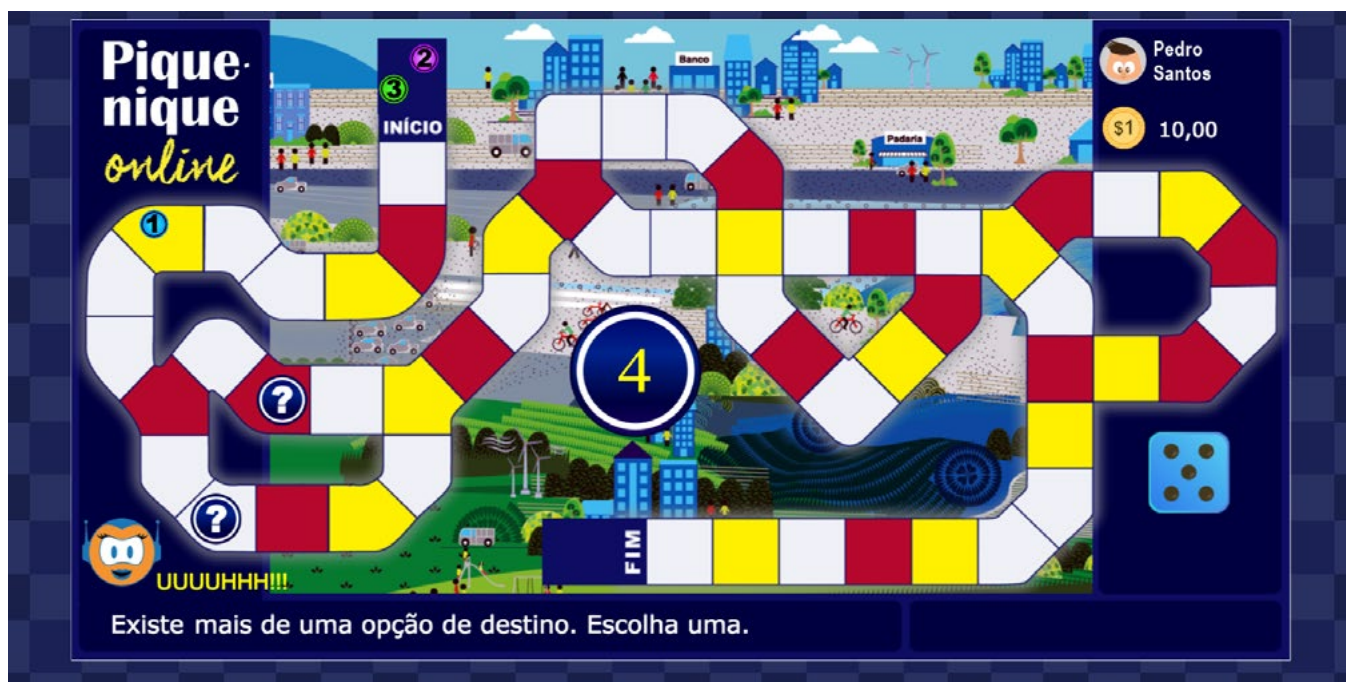 Pique-
nique
online
2
3
INÍCIO
Banco
Padaria
Pedro
Santos
$1 10,00
1
?
4
?
FIM
UUUUHHH!!!
Existe mais de uma opção de destino. Escolha uma.